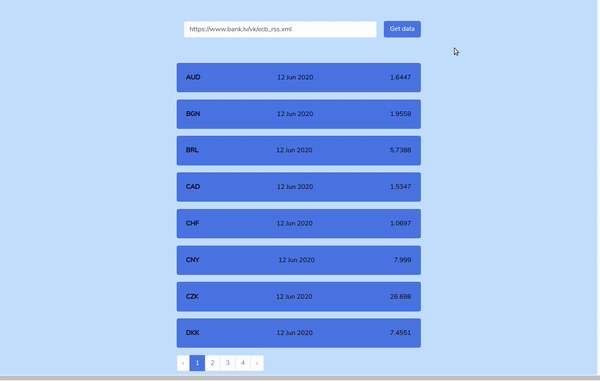 https://www.bank.lv/vk/ecb_rss.xml Get data
AUD 12 Jun 2020 1.6447
BGN 12 Jun 2020 1.9558
BRL 12 Jun 2020 5.7388
CAD 12 Jun 2020 1.5347
CHF 12 Jun 2020 1.0697
CNY 12 Jun 2020 7.999
CZK 12 Jun 2020 26.698
DKK 12 Jun 2020 7.4551
‹ 1 2 3 4 ›